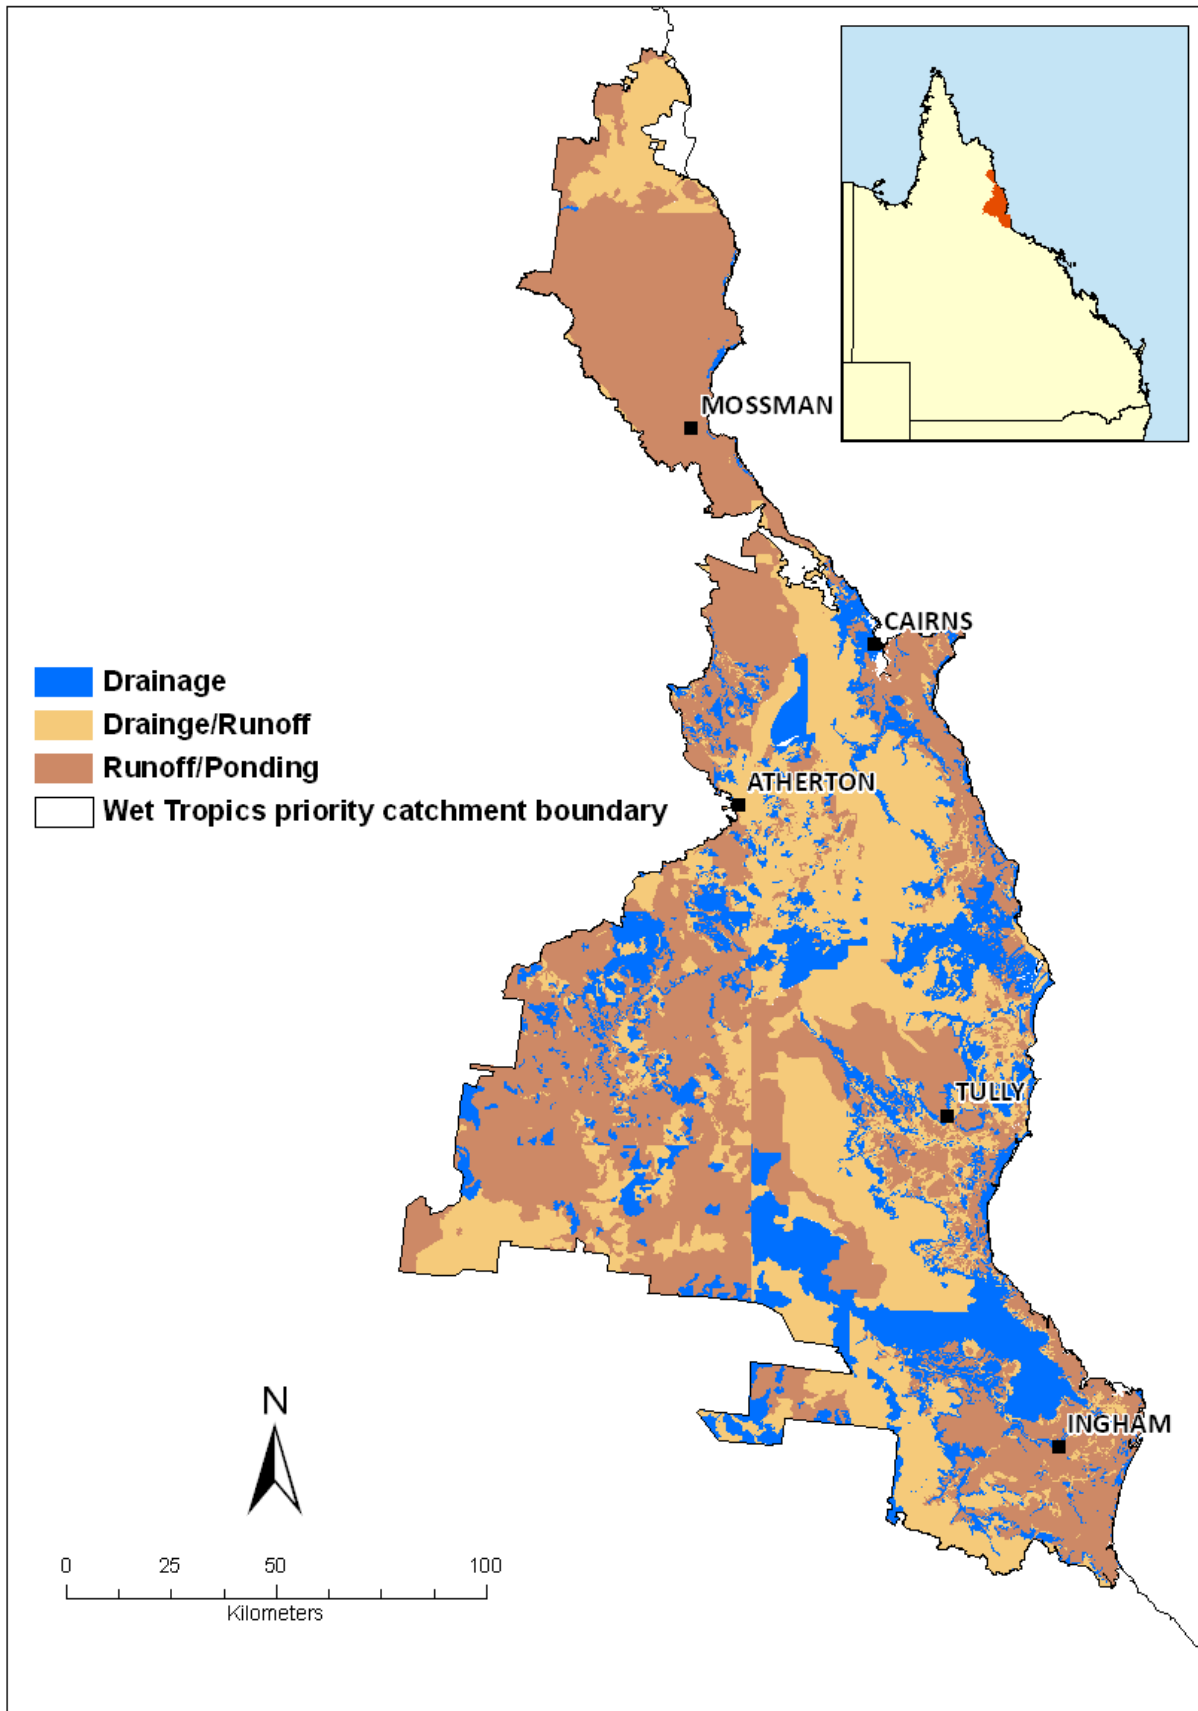 MOSSMAN
CAIRNS
Drainage
Drainge/Runoff
Runoff/Ponding
Wet Tropics priority catchment boundary
ATHERTON
TULLY
INGHAM
N
0 25 50 100
Kilometers